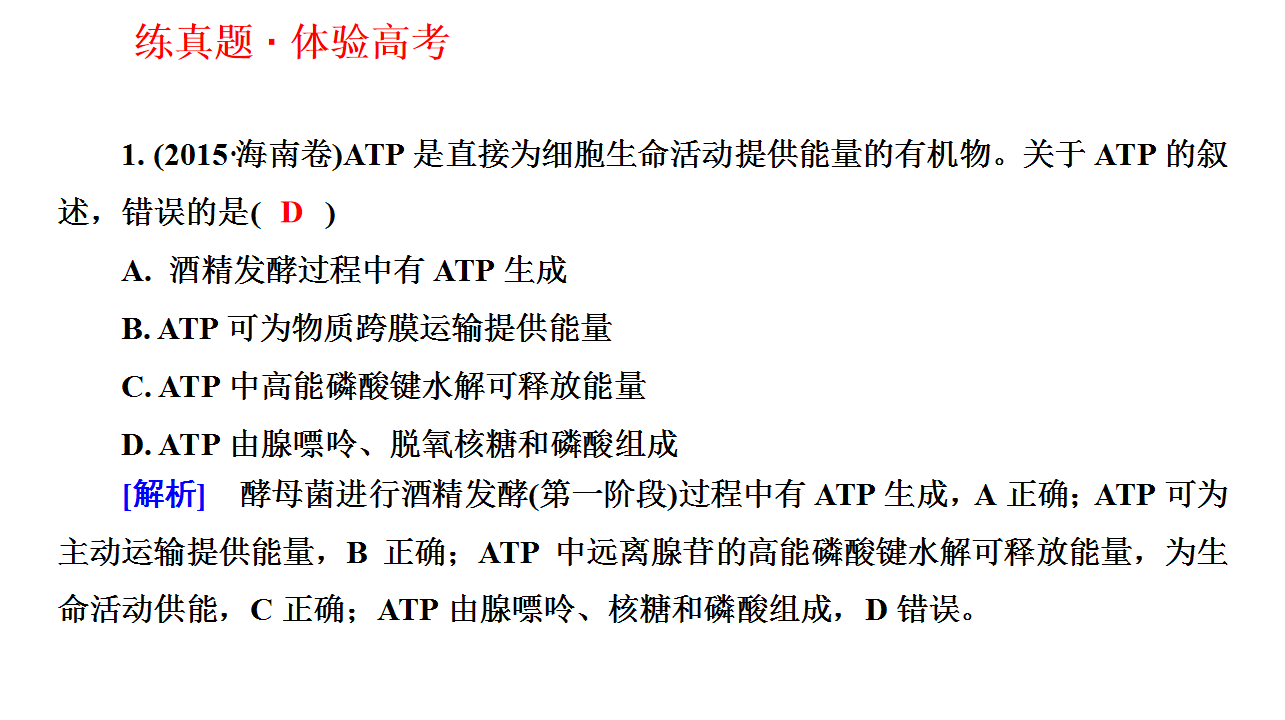 练真题·体验高考
1. (2015·海南卷)ATP 是直接为细胞生命活动提供能量的有机物。关于 ATP 的叙
述，错误的是( D )
A. 酒精发酵过程中有 ATP 生成
B. ATP 可为物质跨膜运输提供能量
C. ATP 中高能磷酸键水解可释放能量
D. ATP 由腺嘌呤、脱氧核糖和磷酸组成
[解析] 酵母菌进行酒精发酵(第一阶段)过程中有 ATP 生成，A 正确；ATP 可为
主动运输提供能量，B 正确；ATP 中远离腺苷的高能磷酸键水解可释放能量，为生
命活动供能，C 正确；ATP 由腺嘌呤、核糖和磷酸组成，D 错误。